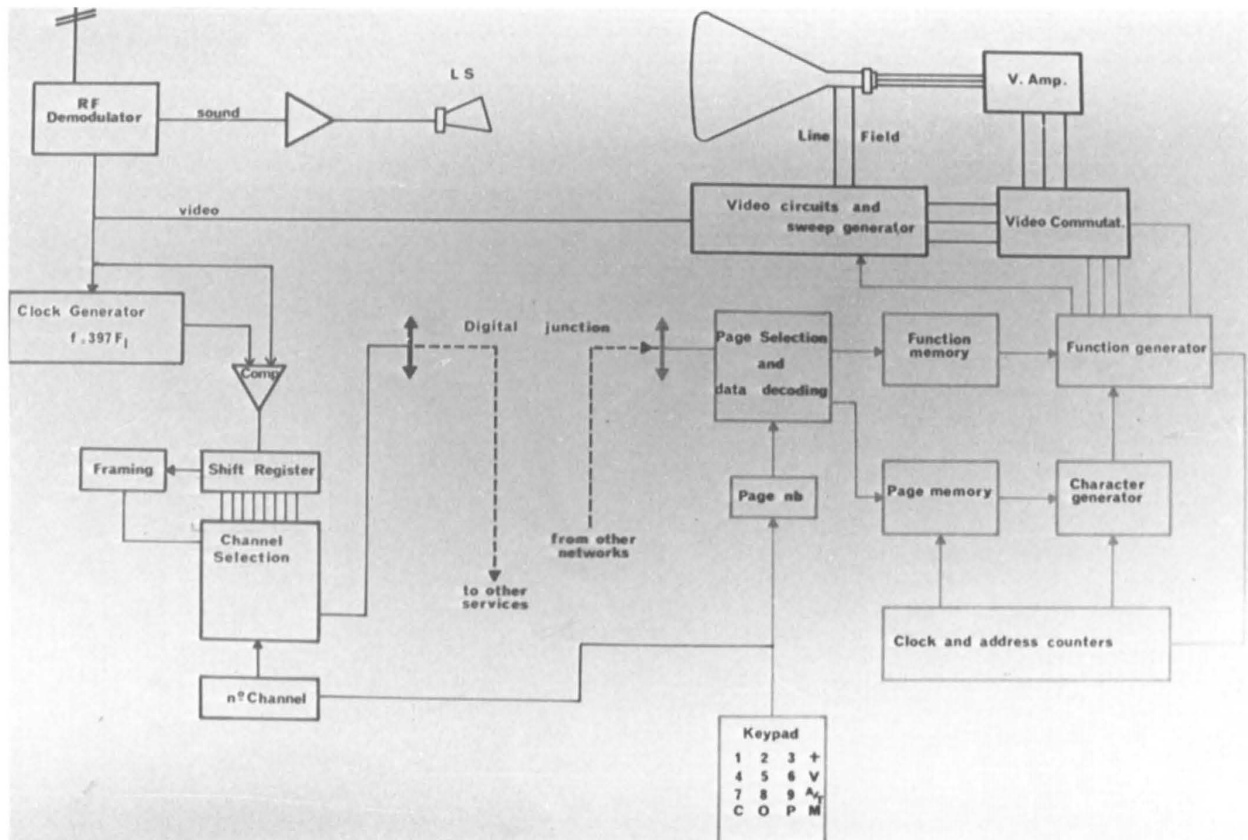 RF
Demodulator
sound
L S
V. Amp.
Line
Field
video
Video circuits and
sweep generator
Video Commutat.
Clock Generator
f . 397 Fl
Comp
Digital junction
Page Selection
and
data decoding
Function
memory
Function generator
Framing
Shift Register
Channel
Selection
Page nb
Page memory
Character
generator
from other
networks
to other
services
Clock and address counters
nº Channel
Keypad
1 2 3 +
4 5 6 V
7 8 9 A/T
C O P M